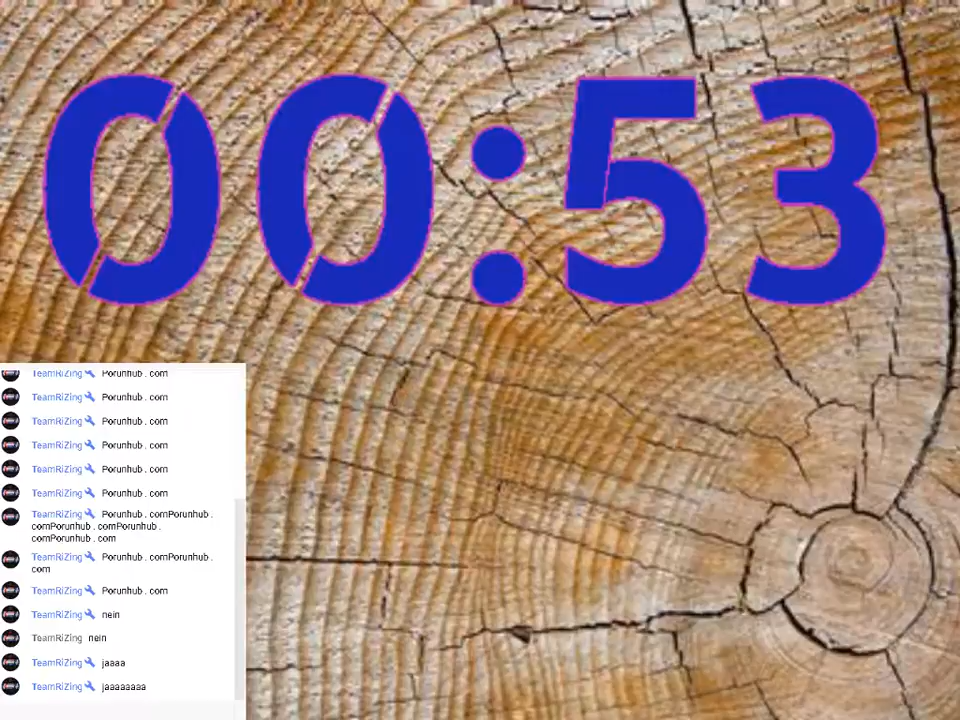 00:53
TeamRiZing Porunhub . com
TeamRiZing Porunhub . com
TeamRiZing Porunhub . com
TeamRiZing Porunhub . com
TeamRiZing Porunhub . com
TeamRiZing Porunhub . com
TeamRiZing Porunhub . comPorunhub .
comPorunhub . comPorunhub .
comPorunhub . com
TeamRiZing Porunhub . comPorunhub .
com
TeamRiZing Porunhub . com
TeamRiZing nein
TeamRiZing nein
TeamRiZing jaaaa
TeamRiZing jaaaaaaaa